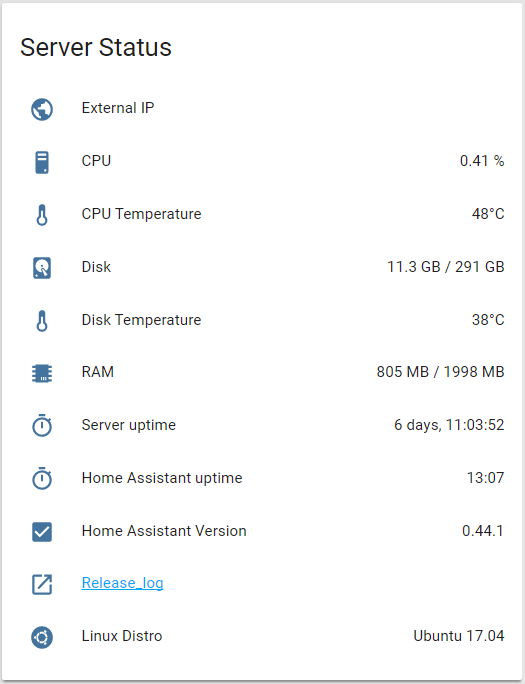 Server Status
External IP
CPU 0.41 %
CPU Temperature 48°C
Disk 11.3 GB / 291 GB
Disk Temperature 38°C
RAM 805 MB / 1998 MB
Server uptime 6 days, 11:03:52
Home Assistant uptime 13:07
Home Assistant Version 0.44.1
Release_log
Linux Distro Ubuntu 17.04